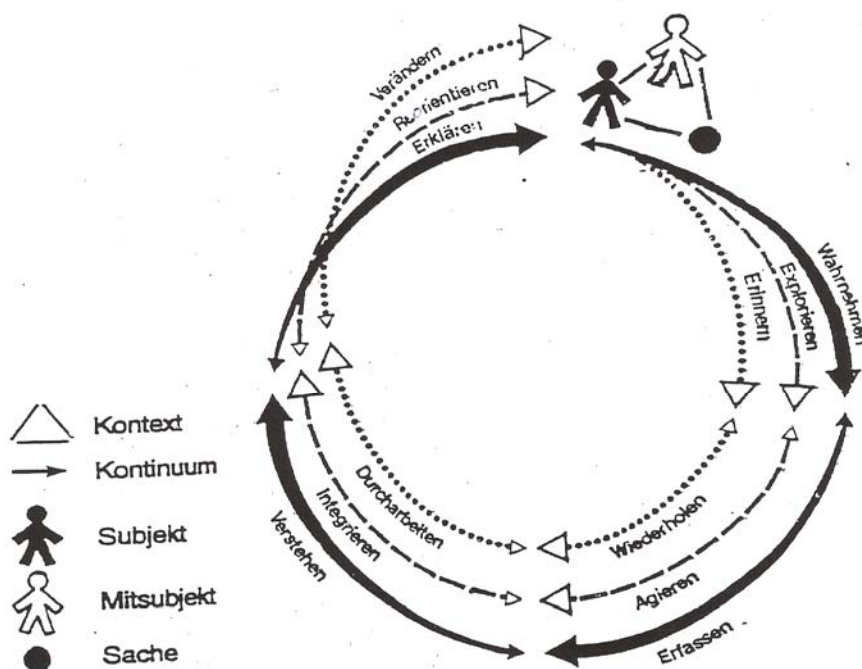 Verändern
Reorientieren
Erklären
Wahrnehmen
Explorieren
Erinnern
Wiederholen
Agieren
Erfassen
Durcharbeiten
Integrieren
Verstehen
Kontext
Kontinuum
Subjekt
Mitsubjekt
Sache